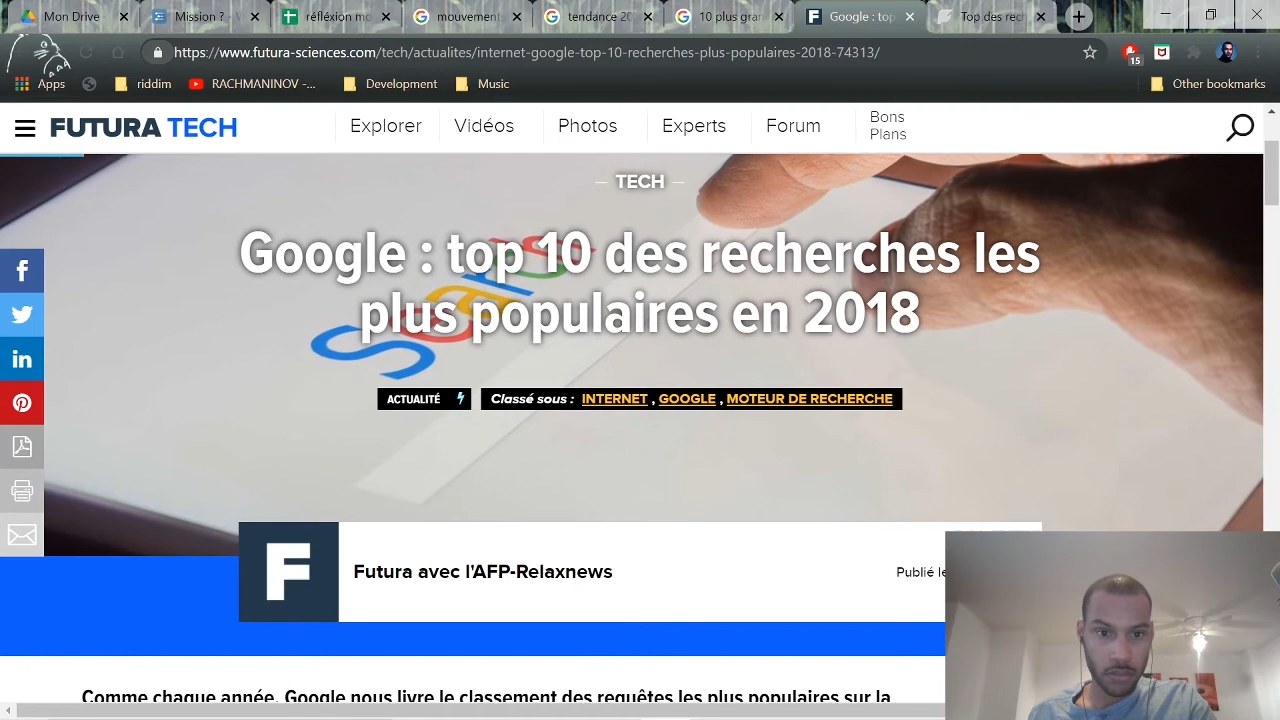 Mon Drive
Mission ?
réfléxion mo
mouvement
tendance 20
10 plus gran
Google : top
Top des rech
https://www.futura-sciences.com/tech/actualites/internet-google-top-10-recherches-plus-populaires-2018-74313/
15
Apps
riddim
RACHMANINOV -...
Development
Music
Other bookmarks
FUTURA TECH
Explorer
Vidéos
Photos
Experts
Forum
Bons
Plans
— TECH —
Google : top 10 des recherches les
plus populaires en 2018
ACTUALITÉ
Classé sous : INTERNET , GOOGLE , MOTEUR DE RECHERCHE
F
Futura avec l'AFP-Relaxnews
Publié le
Comme chaque année, Google nous livre le classement des requêtes les plus populaires sur la